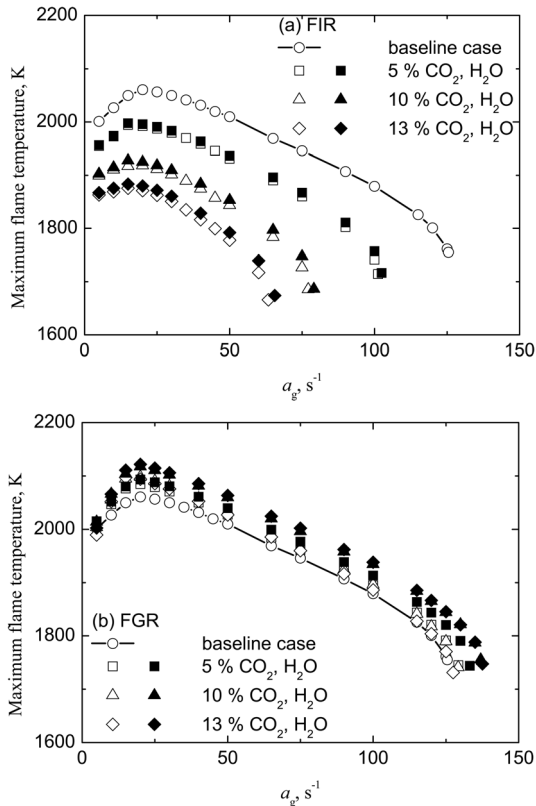 2200
(a) FIR
baseline case
5 % CO2, H2O
10 % CO2, H2O
13 % CO2, H2O
2000
1800
1600
0 50 100 150
Maximum flame temperature, K
ag, s-1
2200
2000
1800
1600
(b) FGR
baseline case
5 % CO2, H2O
10 % CO2, H2O
13 % CO2, H2O
0 50 100 150
Maximum flame temperature, K
ag, s-1